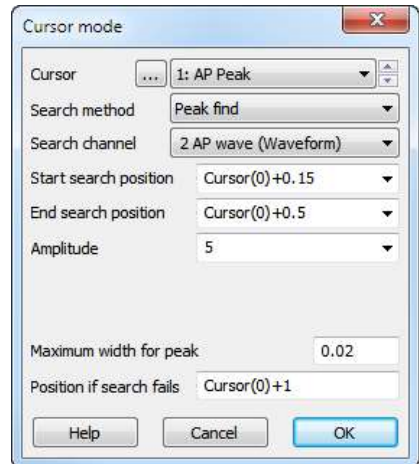 Cursor mode
Cursor ... 1: AP Peak
Search method Peak find
Search channel 2 AP wave (Waveform)
Start search position Cursor(0)+0.15
End search position Cursor(0)+0.5
Amplitude 5
Maximum width for peak 0.02
Position if search fails Cursor(0)+1
Help Cancel OK